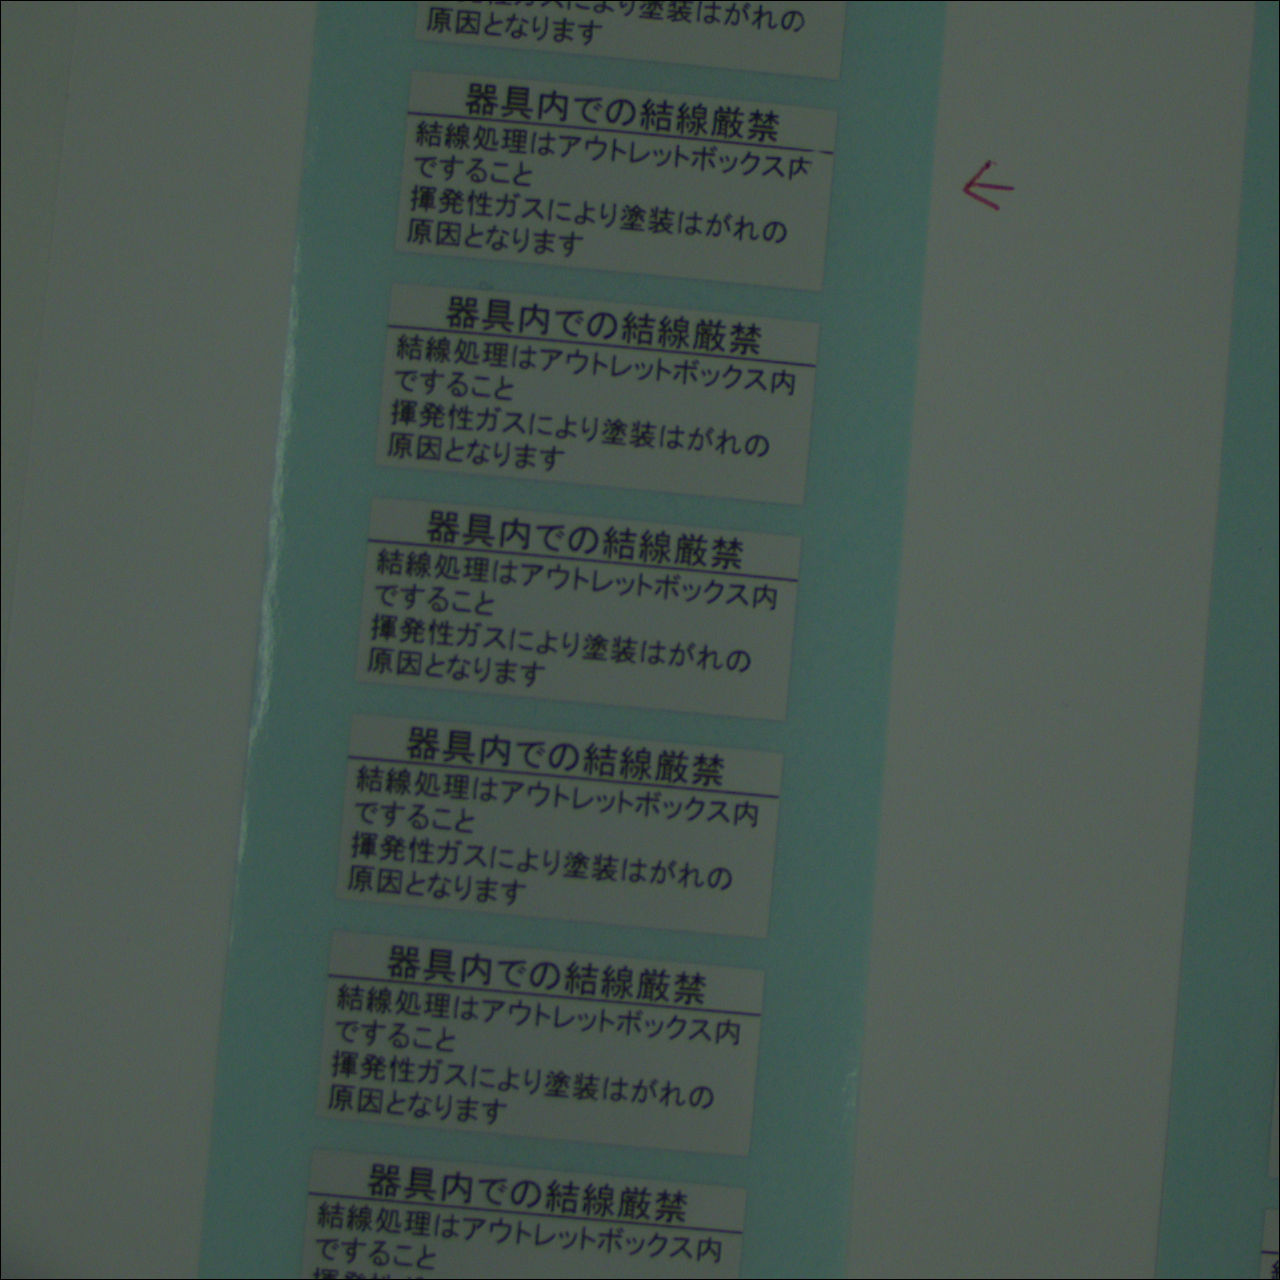 原因となります
器具内での結線厳禁
結線処理はアウトレットボックス内
ですること
揮発性ガスにより塗装はがれの
原因となります
器具内での結線厳禁
結線処理はアウトレットボックス内
ですること
揮発性ガスにより塗装はがれの
原因となります
器具内での結線厳禁
結線処理はアウトレットボックス内
ですること
揮発性ガスにより塗装はがれの
原因となります
器具内での結線厳禁
結線処理はアウトレットボックス内
ですること
揮発性ガスにより塗装はがれの
原因となります
器具内での結線厳禁
結線処理はアウトレットボックス内
ですること
揮発性ガスにより塗装はがれの
原因となります
器具内での結線厳禁
結線処理はアウトレットボックス内
ですること